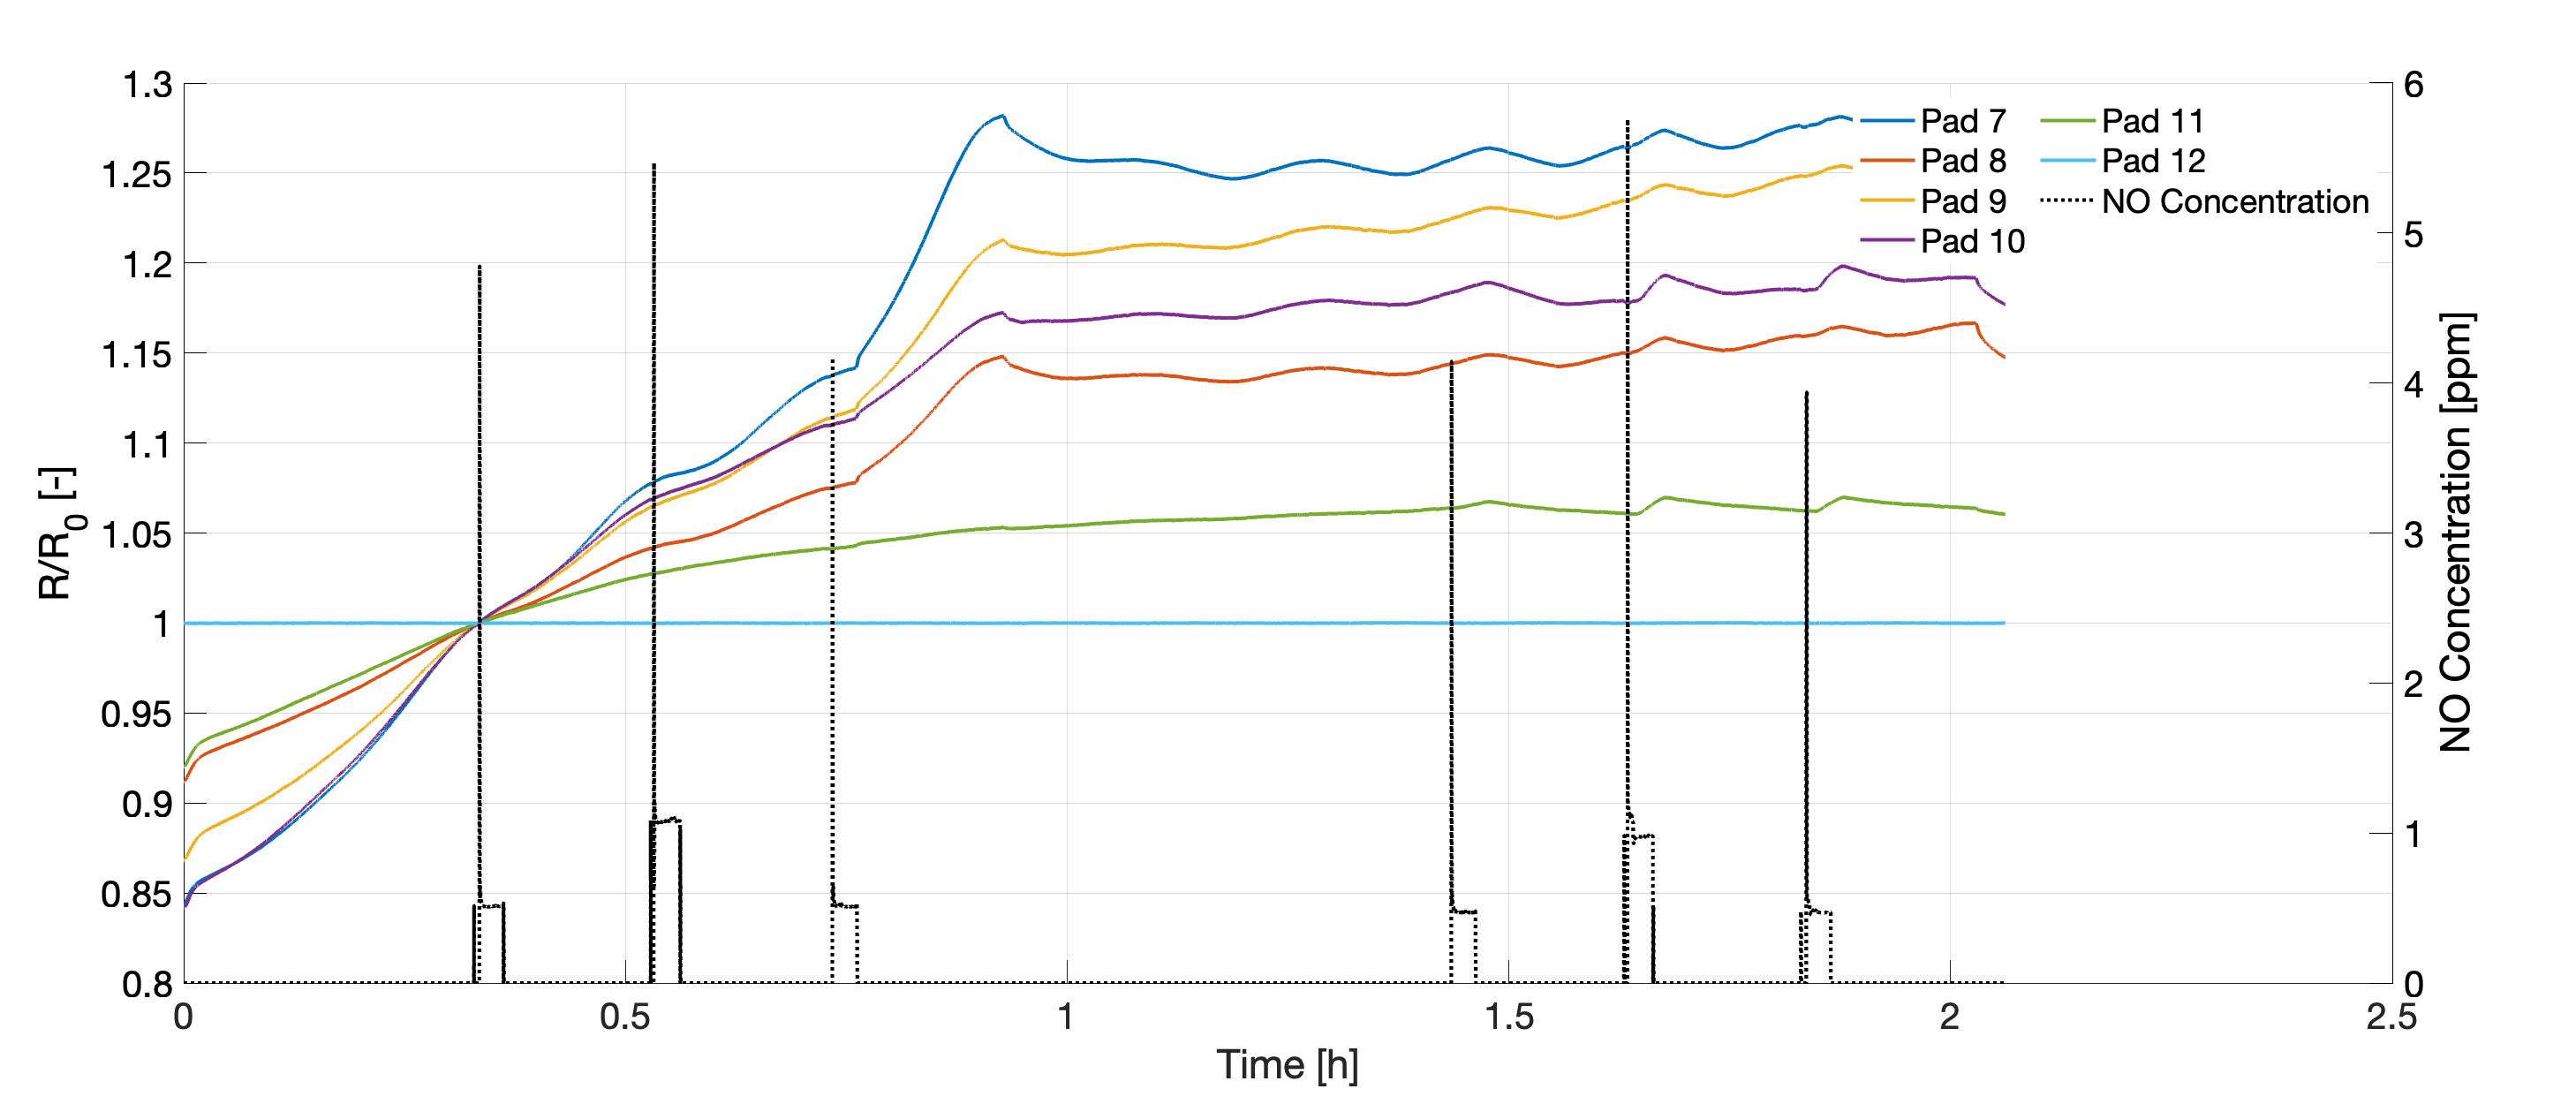 1.3
1.25
1.2
1.15
1.1
1.05
1
0.95
0.9
0.85
0.8
R/R0 [-]
0
0.5
1
1.5
2
2.5
Time [h]
6
5
4
3
2
1
0
NO Concentration [ppm]
Pad 7
Pad 8
Pad 9
Pad 10
Pad 11
Pad 12
NO Concentration